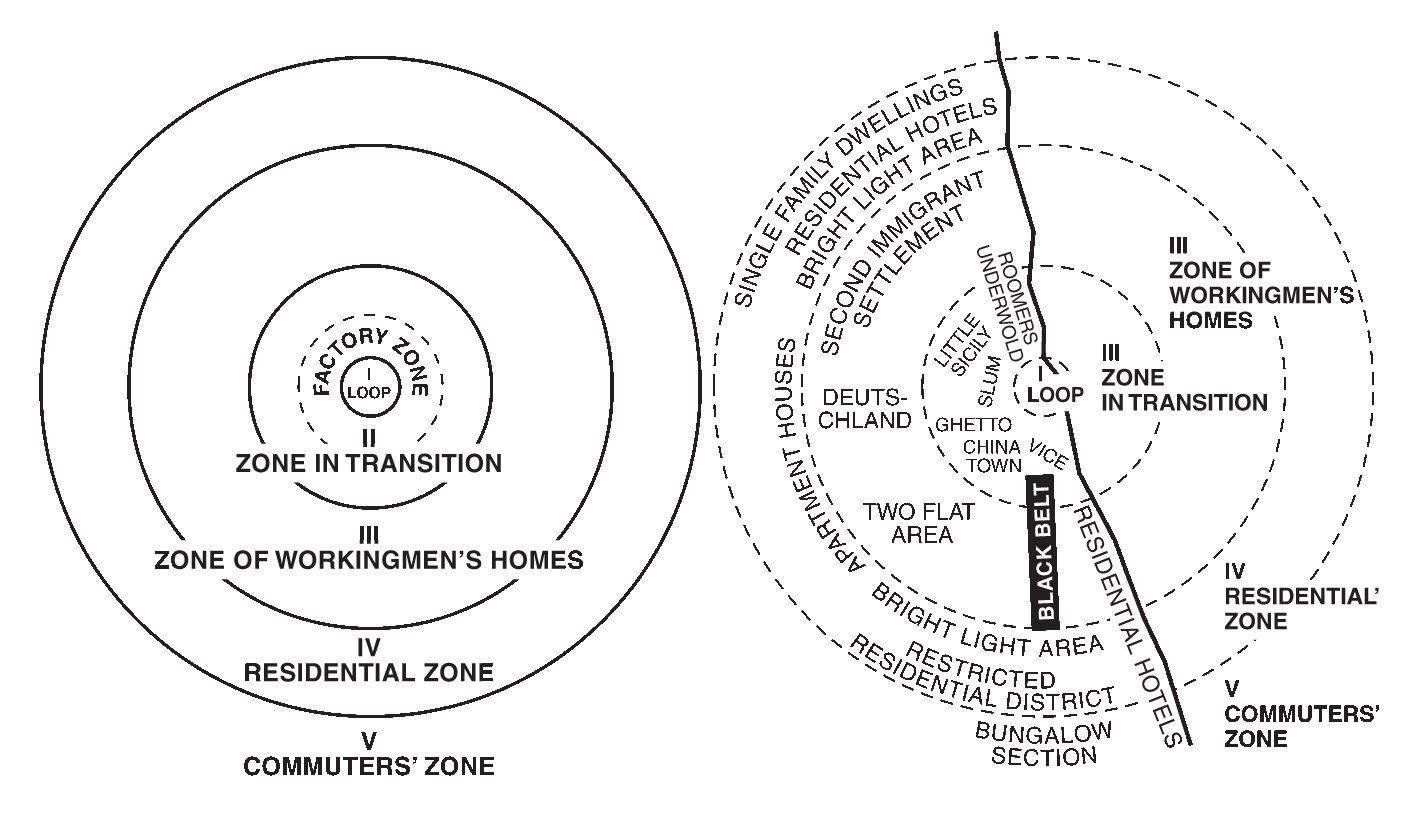 FACTORY ZONE
I
LOOP
II
ZONE IN TRANSITION
III
ZONE OF WORKINGMEN'S HOMES
IV
RESIDENTIAL ZONE
V
COMMUTERS' ZONE
SINGLE FAMILY DWELLINGS
RESIDENTIAL HOTELS
BRIGHT LIGHT AREA
SECOND IMMIGRANT
SETTLEMENT
ROOMERS
UNDERWOLD
LITTLE
SICILY
SLUM
APARTMENT HOUSES
DEUTS-
CHLAND
GHETTO
CHINA
TOWN
VICE
I
LOOP
III
ZONE
IN TRANSITION
III
ZONE OF
WORKINGMEN'S
HOMES
TWO FLAT
AREA
BLACK BELT
RESIDENTIAL HOTELS
BRIGHT LIGHT AREA
RESTRICTED
RESIDENTIAL DISTRICT
BUNGALOW
SECTION
IV
RESIDENTIAL'
ZONE
V
COMMUTERS'
ZONE